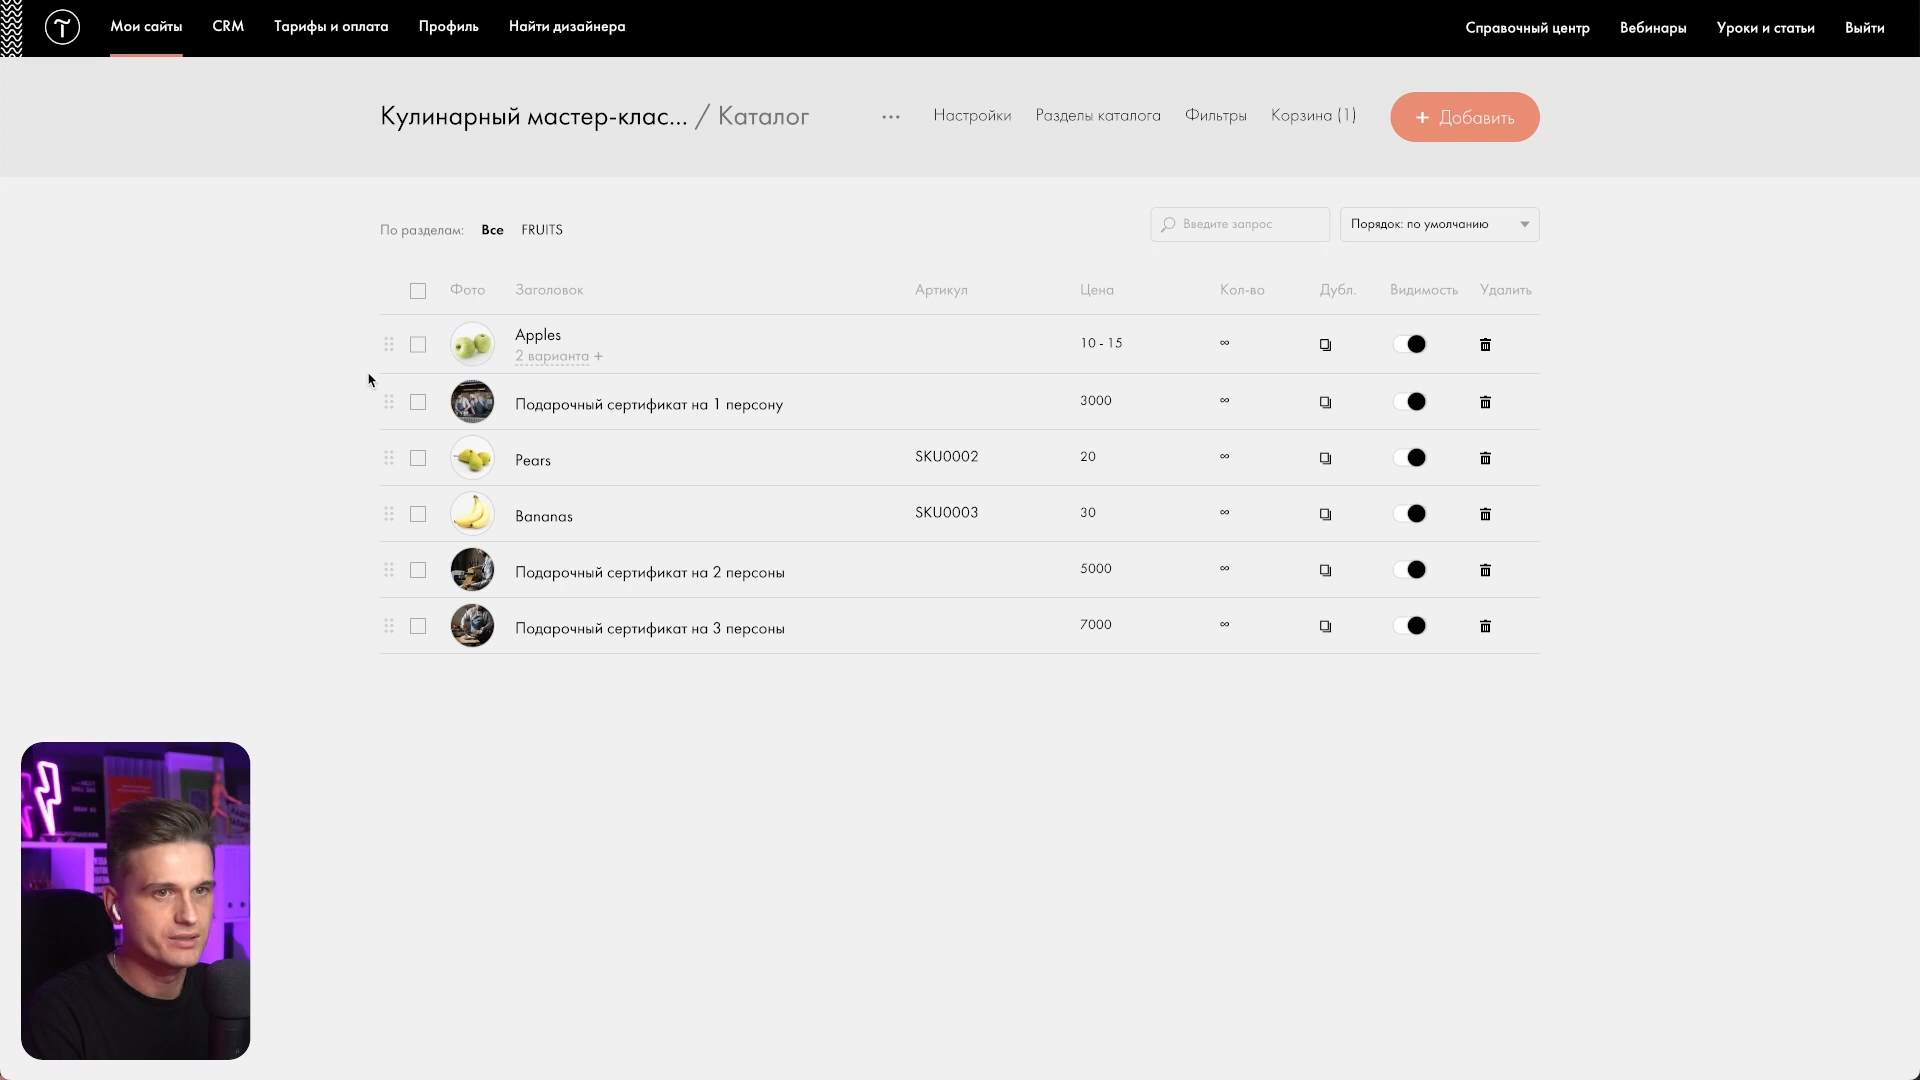 Мои сайты CRM Тарифы и оплата Профиль Найти дизайнера Справочный центр Вебинары Уроки и статьи Выйти
Кулинарный мастер-клас... / Каталог ... Настройки Разделы каталога Фильтры Корзина (1) + Добавить
По разделам: Все FRUITS Введите запрос Порядок: по умолчанию
Фото Заголовок Артикул Цена Кол-во Дубл. Видимость Удалить
Apples 10 - 15 ∞
2 варианта +
Подарочный сертификат на 1 персону 3000 ∞
Pears SKU0002 20 ∞
Bananas SKU0003 30 ∞
Подарочный сертификат на 2 персоны 5000 ∞
Подарочный сертификат на 3 персоны 7000 ∞